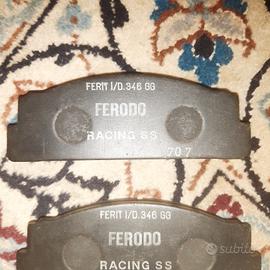 FERIT I/D.346 GG
FERODO
RACING SS
707
FERIT I/D.346 GG
FERODO
RACING SS
subito